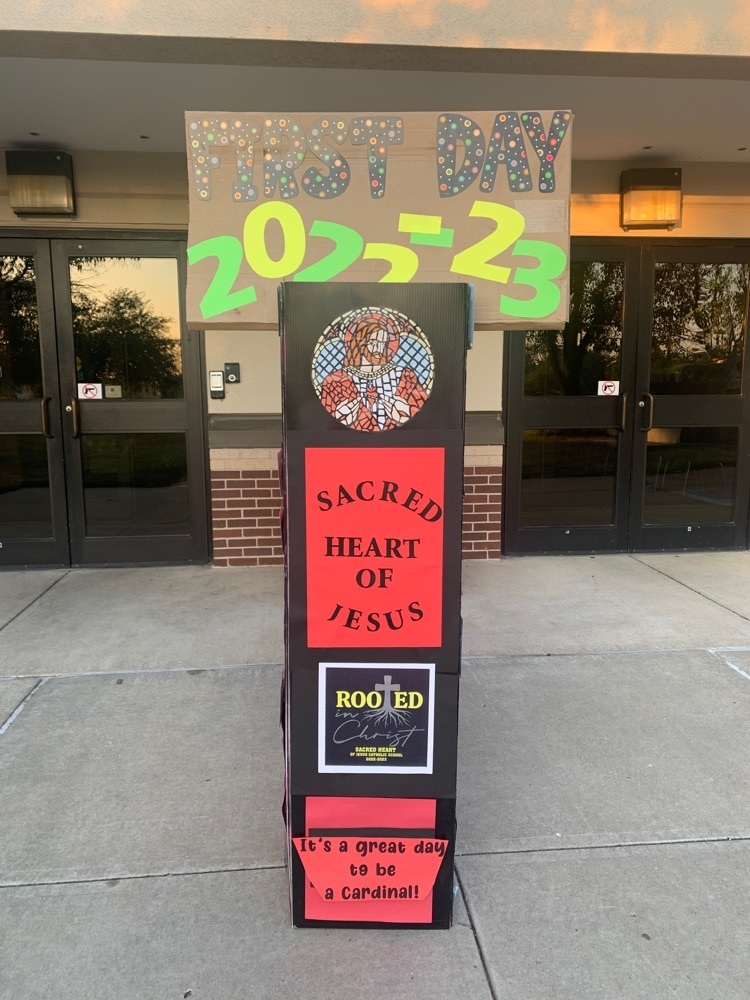 FIRST DAY
2022-23
SACRED
HEART
OF
JESUS
ROOTED
in
Christ
SACRED HEART
OF JESUS CATHOLIC SCHOOL
2022-2023
It's a great day
to be
a Cardinal!